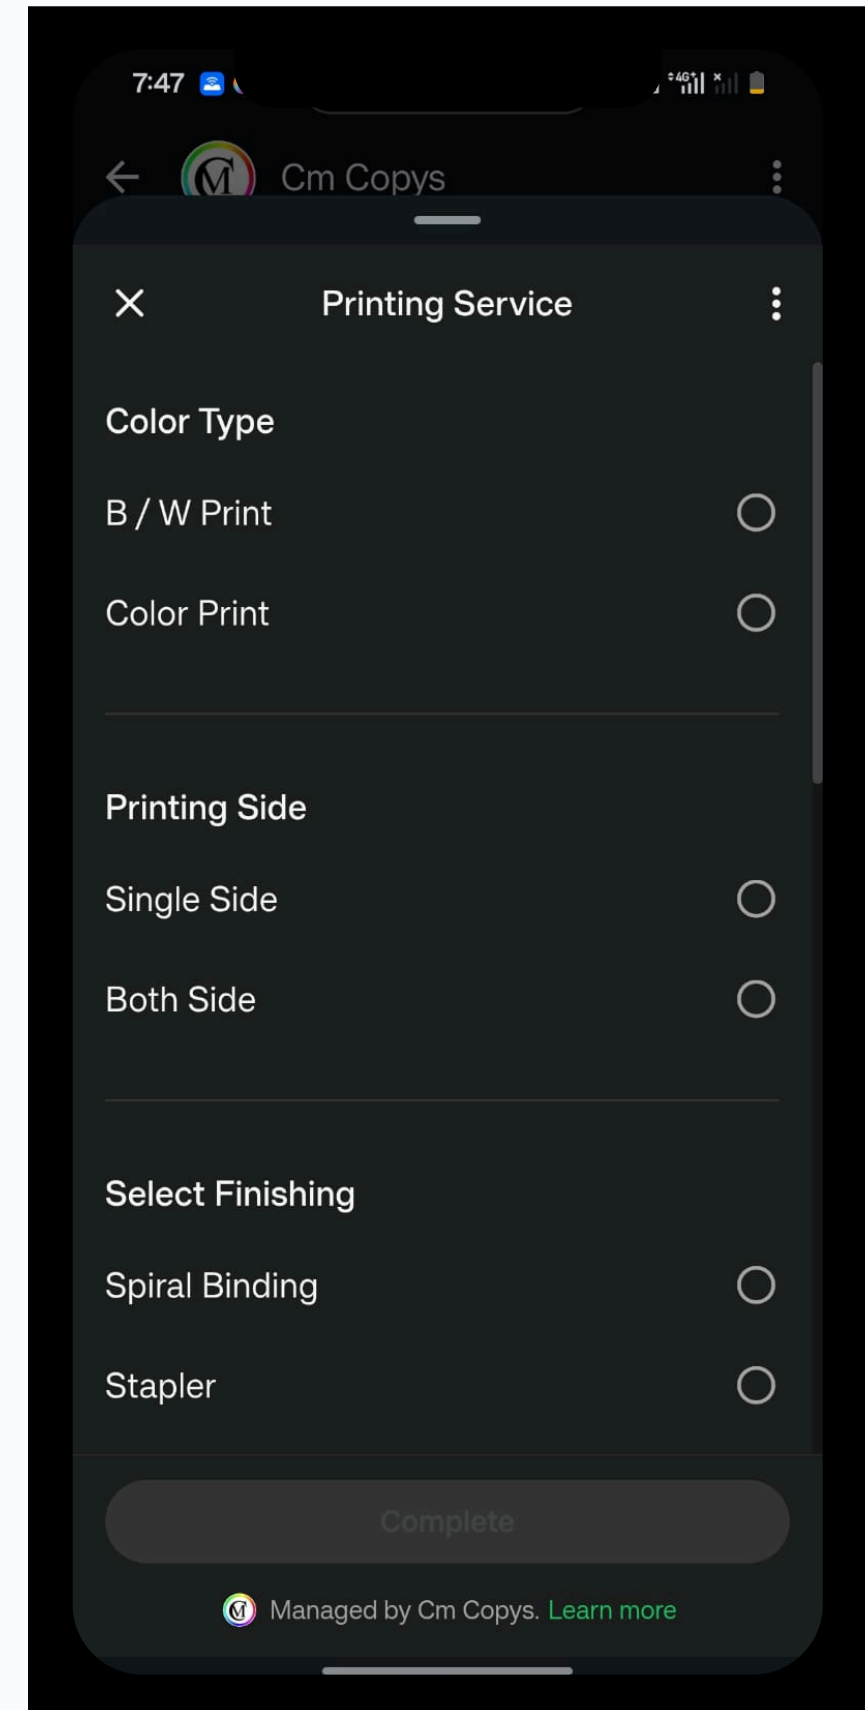 7:47
4G+
Cm Copys
Printing Service
Color Type
B / W Print
Color Print
Printing Side
Single Side
Both Side
Select Finishing
Spiral Binding
Stapler
Complete
Managed by Cm Copys. Learn more